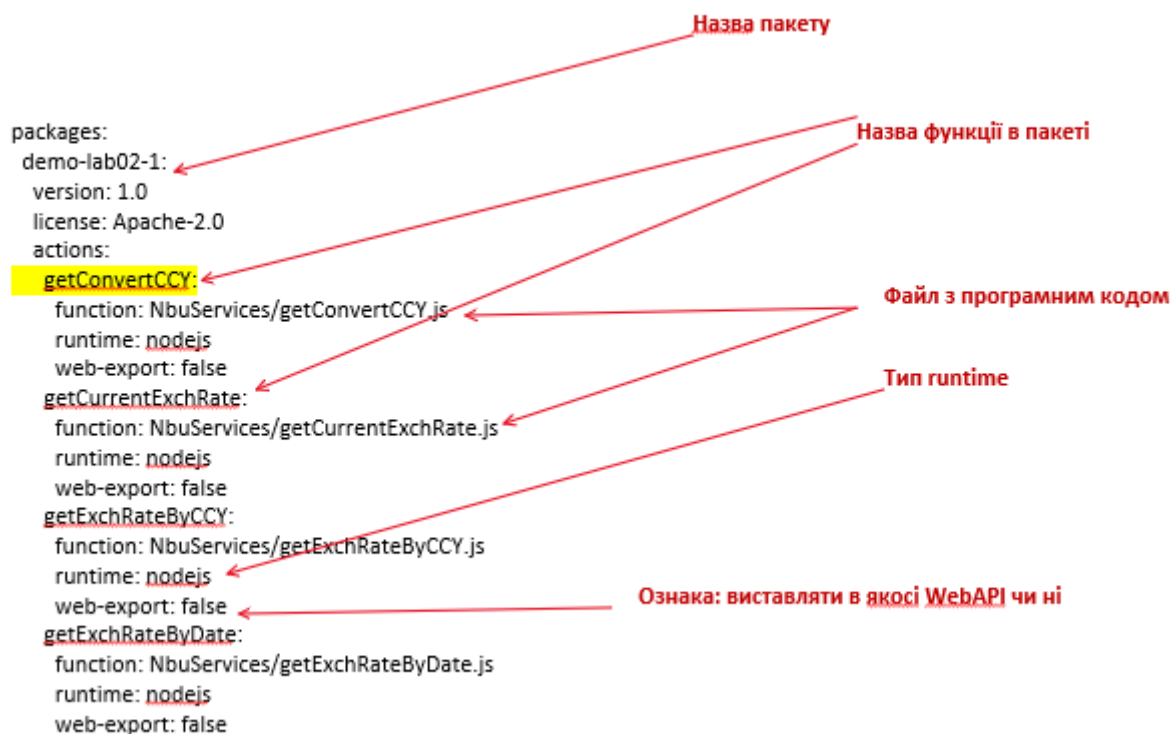 Назва пакету
packages:
Назва функції в пакеті
demo-lab02-1:
version: 1.0
license: Apache-2.0
actions:
getConvertCCY:
Файл з програмним кодом
function: NbuServices/getConvertCCY.js
runtime: nodejs
web-export: false
Тип runtime
getCurrentExchRate:
function: NbuServices/getCurrentExchRate.js
runtime: nodejs
web-export: false
getExchRateByCCY:
function: NbuServices/getExchRateByCCY.js
runtime: nodejs
web-export: false
Ознака: виставляти в якосі WebAPI чи ні
getExchRateByDate:
function: NbuServices/getExchRateByDate.js
runtime: nodejs
web-export: false